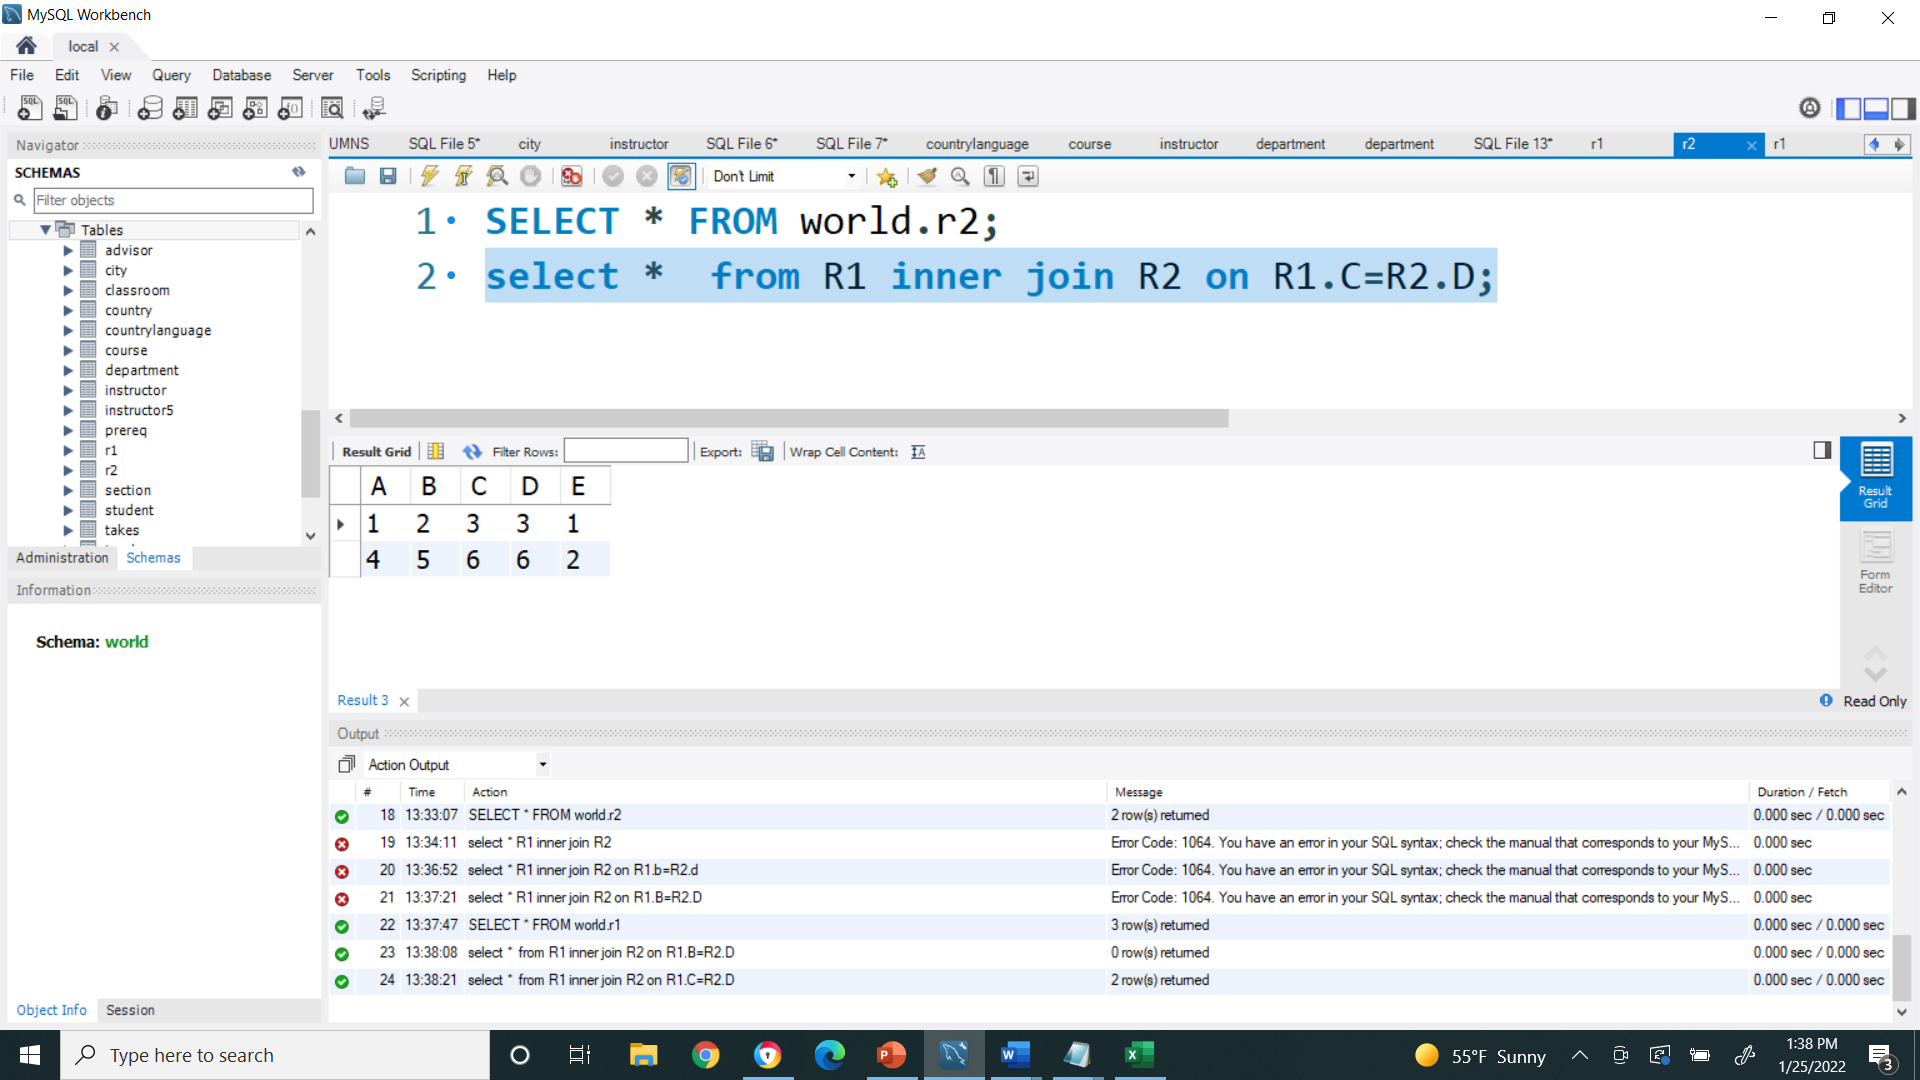 MySQL Workbench
local
File Edit View Query Database Server Tools Scripting Help
Navigator
SCHEMAS
Filter objects
Tables
advisor
city
classroom
country
countrylanguage
course
department
instructor
instructor5
prereq
r1
r2
section
student
takes
Administration Schemas
Information
Schema: world
Object Info Session
UMNS SQL File 5* city instructor SQL File 6* SQL File 7* countrylanguage course instructor department department SQL File 13* r1 r2 r1
Don't Limit
1 SELECT * FROM world.r2;
2 select * from R1 inner join R2 on R1.C=R2.D;
Result Grid Filter Rows: Export: Wrap Cell Content:
A B C D E
1 2 3 3 1
4 5 6 6 2
Result Grid
Form Editor
Result 3
Read Only
Output
Action Output
# Time Action Message Duration / Fetch
18 13:33:07 SELECT * FROM world.r2 2 row(s) returned 0.000 sec / 0.000 sec
19 13:34:11 select * R1 inner join R2 Error Code: 1064. You have an error in your SQL syntax; check the manual that corresponds to your MyS... 0.000 sec
20 13:36:52 select * R1 inner join R2 on R1.b=R2.d Error Code: 1064. You have an error in your SQL syntax; check the manual that corresponds to your MyS... 0.000 sec
21 13:37:21 select * R1 inner join R2 on R1.B=R2.D Error Code: 1064. You have an error in your SQL syntax; check the manual that corresponds to your MyS... 0.000 sec
22 13:37:47 SELECT * FROM world.r1 3 row(s) returned 0.000 sec / 0.000 sec
23 13:38:08 select * from R1 inner join R2 on R1.B=R2.D 0 row(s) returned 0.000 sec / 0.000 sec
24 13:38:21 select * from R1 inner join R2 on R1.C=R2.D 2 row(s) returned 0.000 sec / 0.000 sec
Type here to search
55°F Sunny
1:38 PM
1/25/2022
3